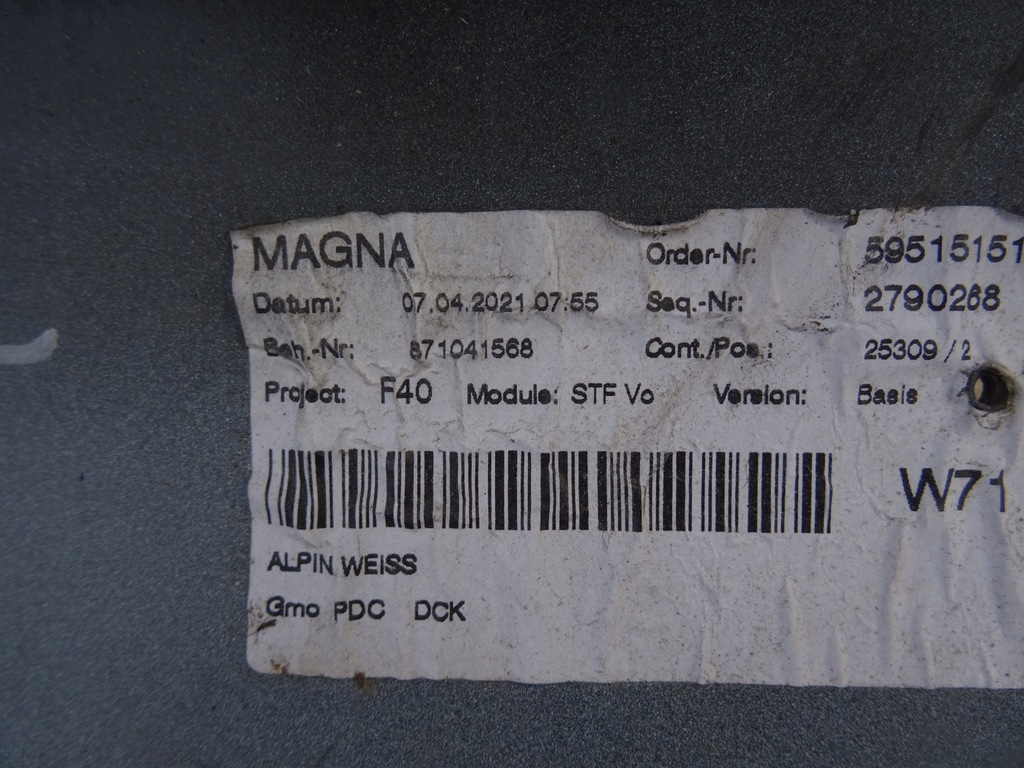 MAGNA Order-Nr: 59515151
Datum: 07.04.2021 07:55 Seq.-Nr: 2790268
Beh.-Nr: 871041568 Cont./Pos.: 25309 / 2
Project: F40 Module: STF Vo Version: Basis
W71
ALPIN WEISS
Gmo PDC DCK